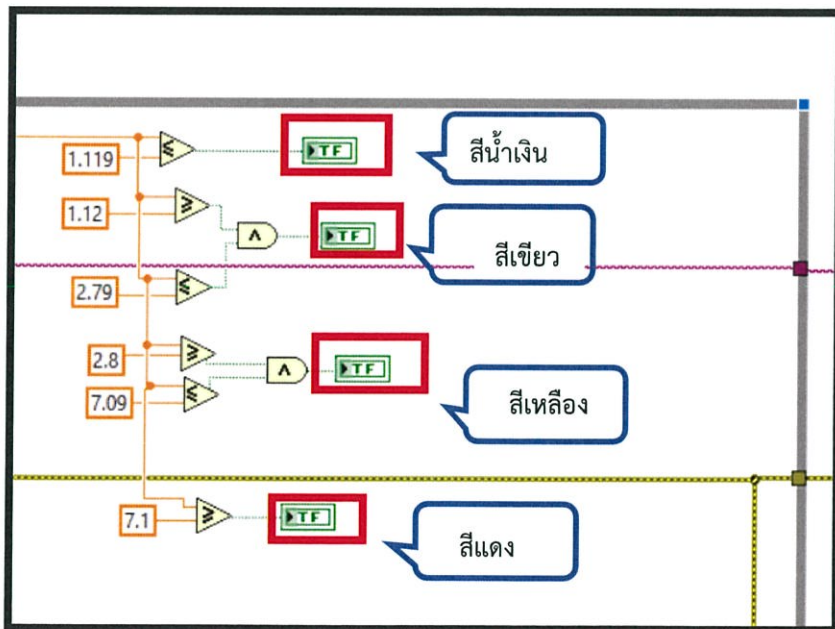 1.119
TF
สีน้ำเงิน
1.12
TF
สีเขียว
2.79
2.8
TF
7.09
สีเหลือง
7.1
TF
สีแดง